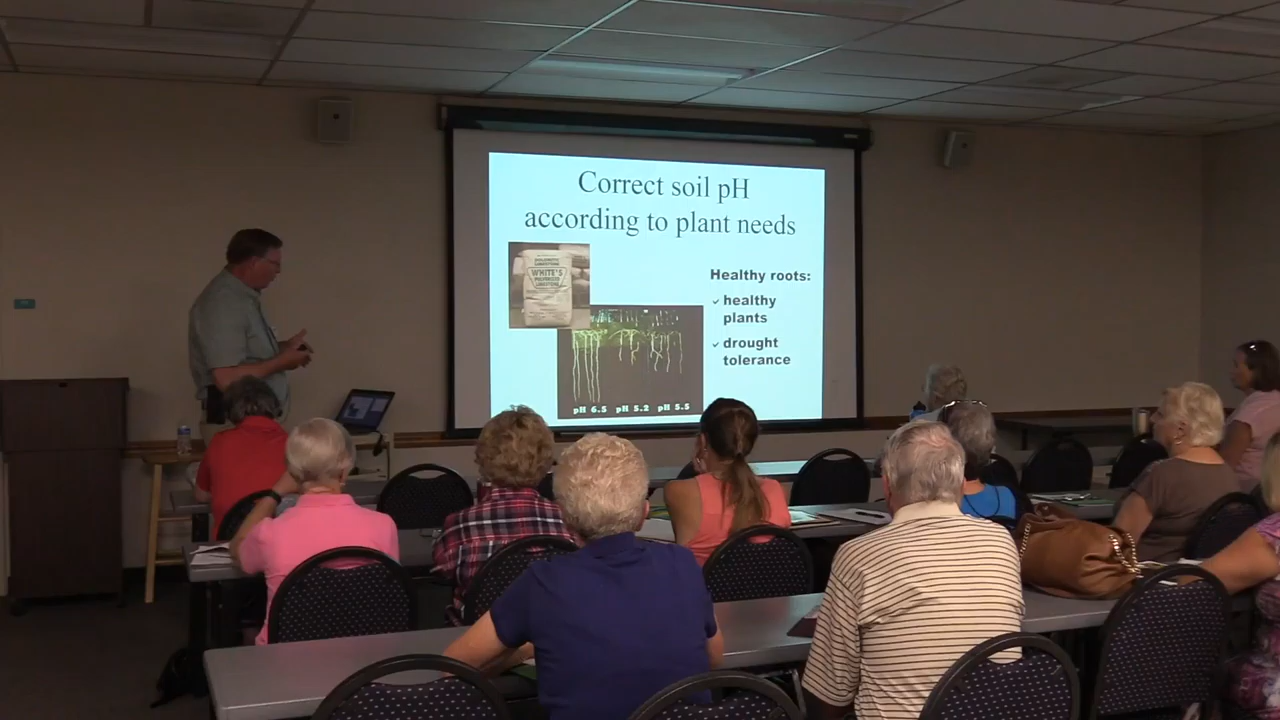 Correct soil pH
according to plant needs
WHITE'S
LIMESTONE
Healthy roots:
✓ healthy
plants
✓ drought
tolerance
pH 6.5 pH 5.2 pH 5.5